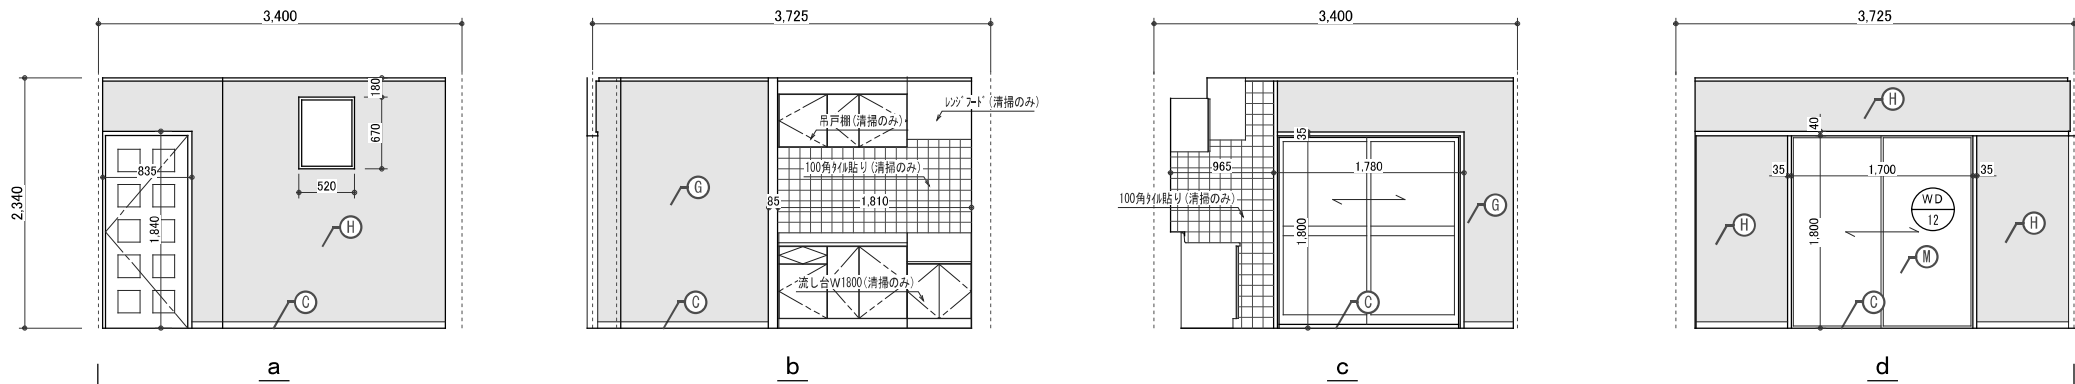 3,400
2,340
180
670
835
520
1,840
H
C
a
3,725
レンジフード(清掃のみ)
吊戸棚(清掃のみ)
100角タイル貼り(清掃のみ)
G
85
1,810
流し台W1800(清掃のみ)
C
b
3,400
35
965
1,780
100角タイル貼り(清掃のみ)
G
1,800
C
c
3,725
H
40
35
1,700
35
WD
12
H
H
1,800
M
C
d